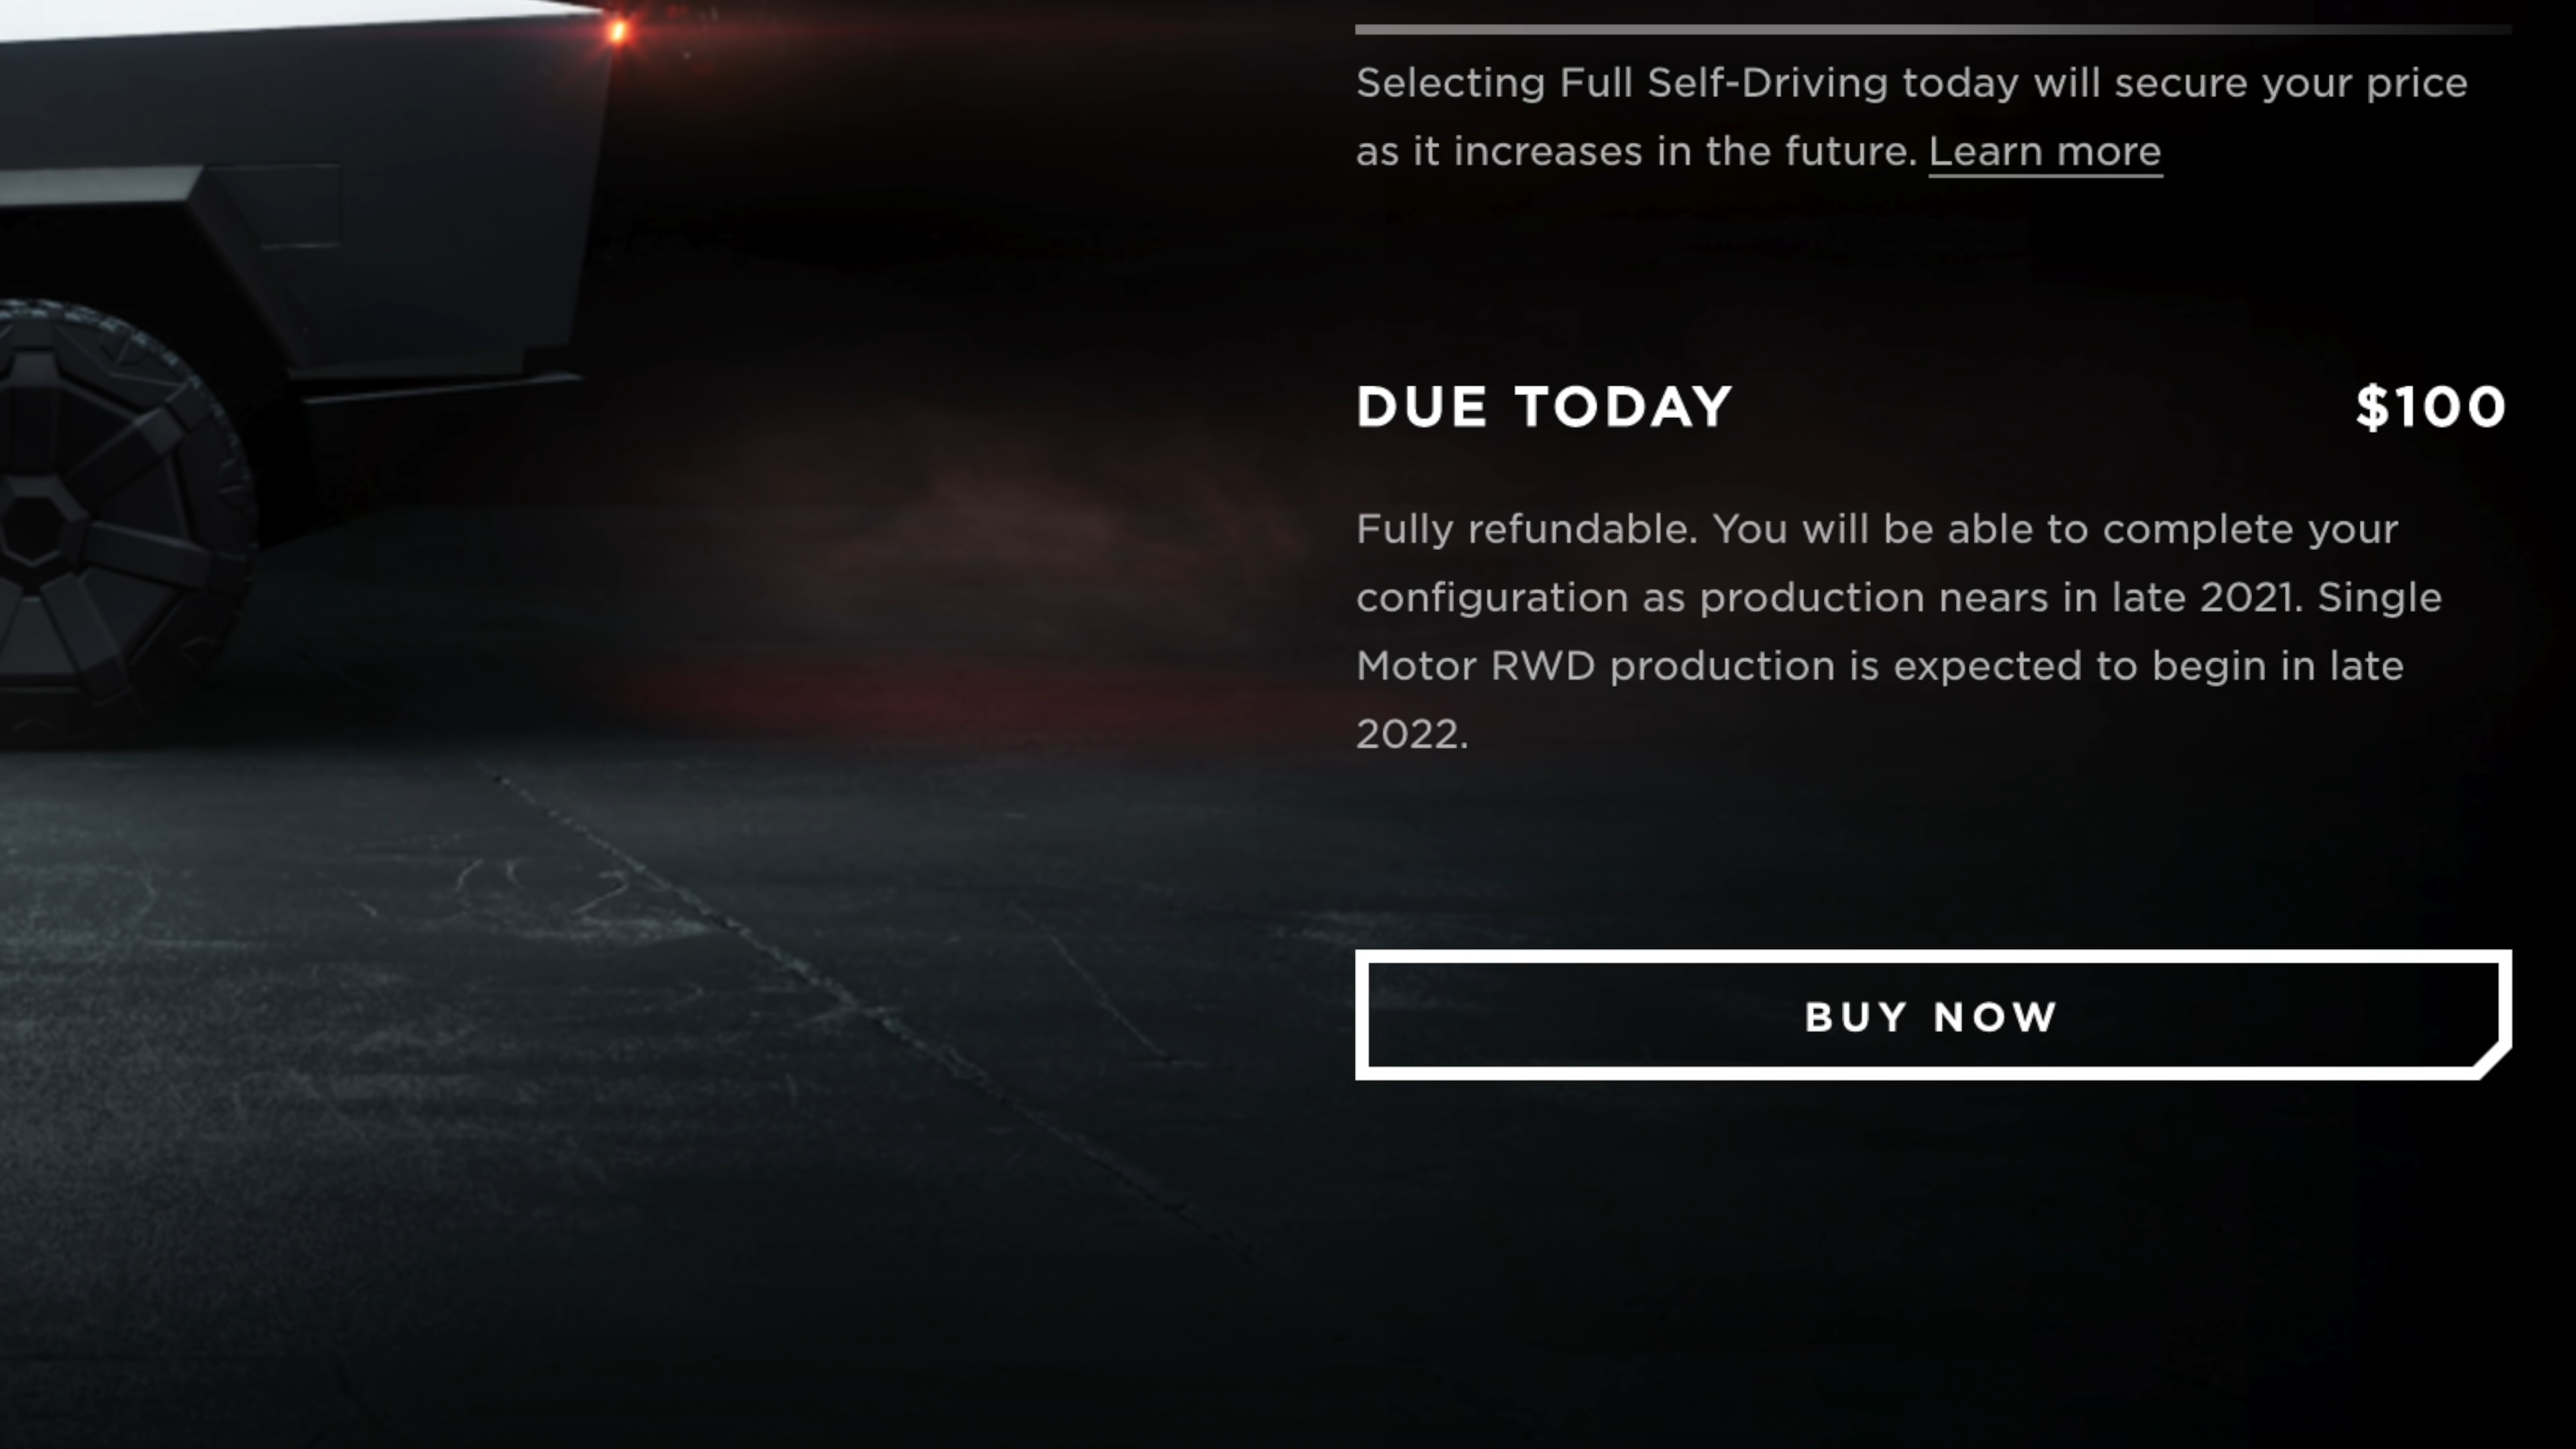 Selecting Full Self-Driving today will secure your price
as it increases in the future. Learn more
DUE TODAY $100
Fully refundable. You will be able to complete your
configuration as production nears in late 2021. Single
Motor RWD production is expected to begin in late
2022.
BUY NOW